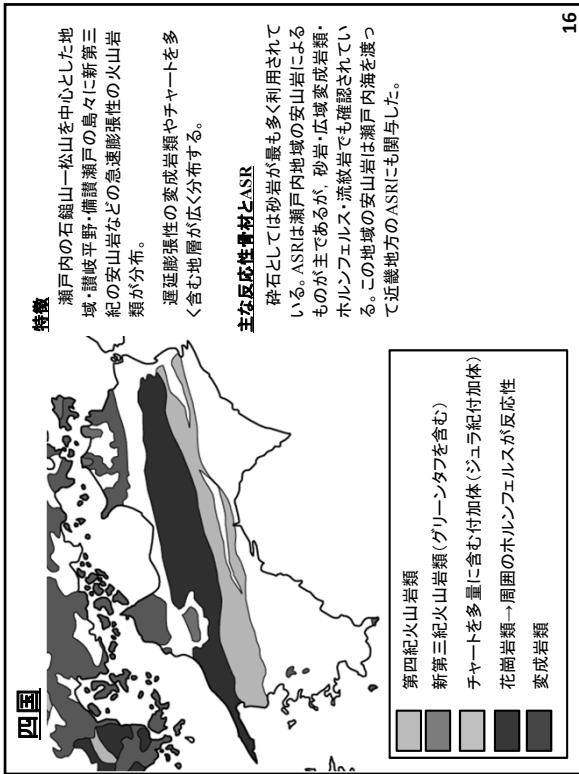 四国
特徴
瀬戸内の石鎚山ー松山を中心とした地
域・讃岐平野・備讃瀬戸の島々に新第三
紀の安山岩などの急速膨張性の火山岩
類が分布。
遅延膨張性の変成岩類やチャートを多
く含む地層が広く分布する。
主な反応性骨材とASR
砕石としては砂岩が最も多く利用されて
いる。ASRは瀬戸内地域の安山岩による
ものが主であるが，砂岩・広域変成岩類・
ホルンフェルス・流紋岩でも確認されてい
る。この地域の安山岩は瀬戸内海を渡っ
て近畿地方のASRにも関与した。
第四紀火山岩類
新第三紀火山岩類（グリーンタフを含む）
チャートを多量に含む付加体（ジュラ紀付加体）
花崗岩類→周囲のホルンフェルスが反応性
変成岩類
16